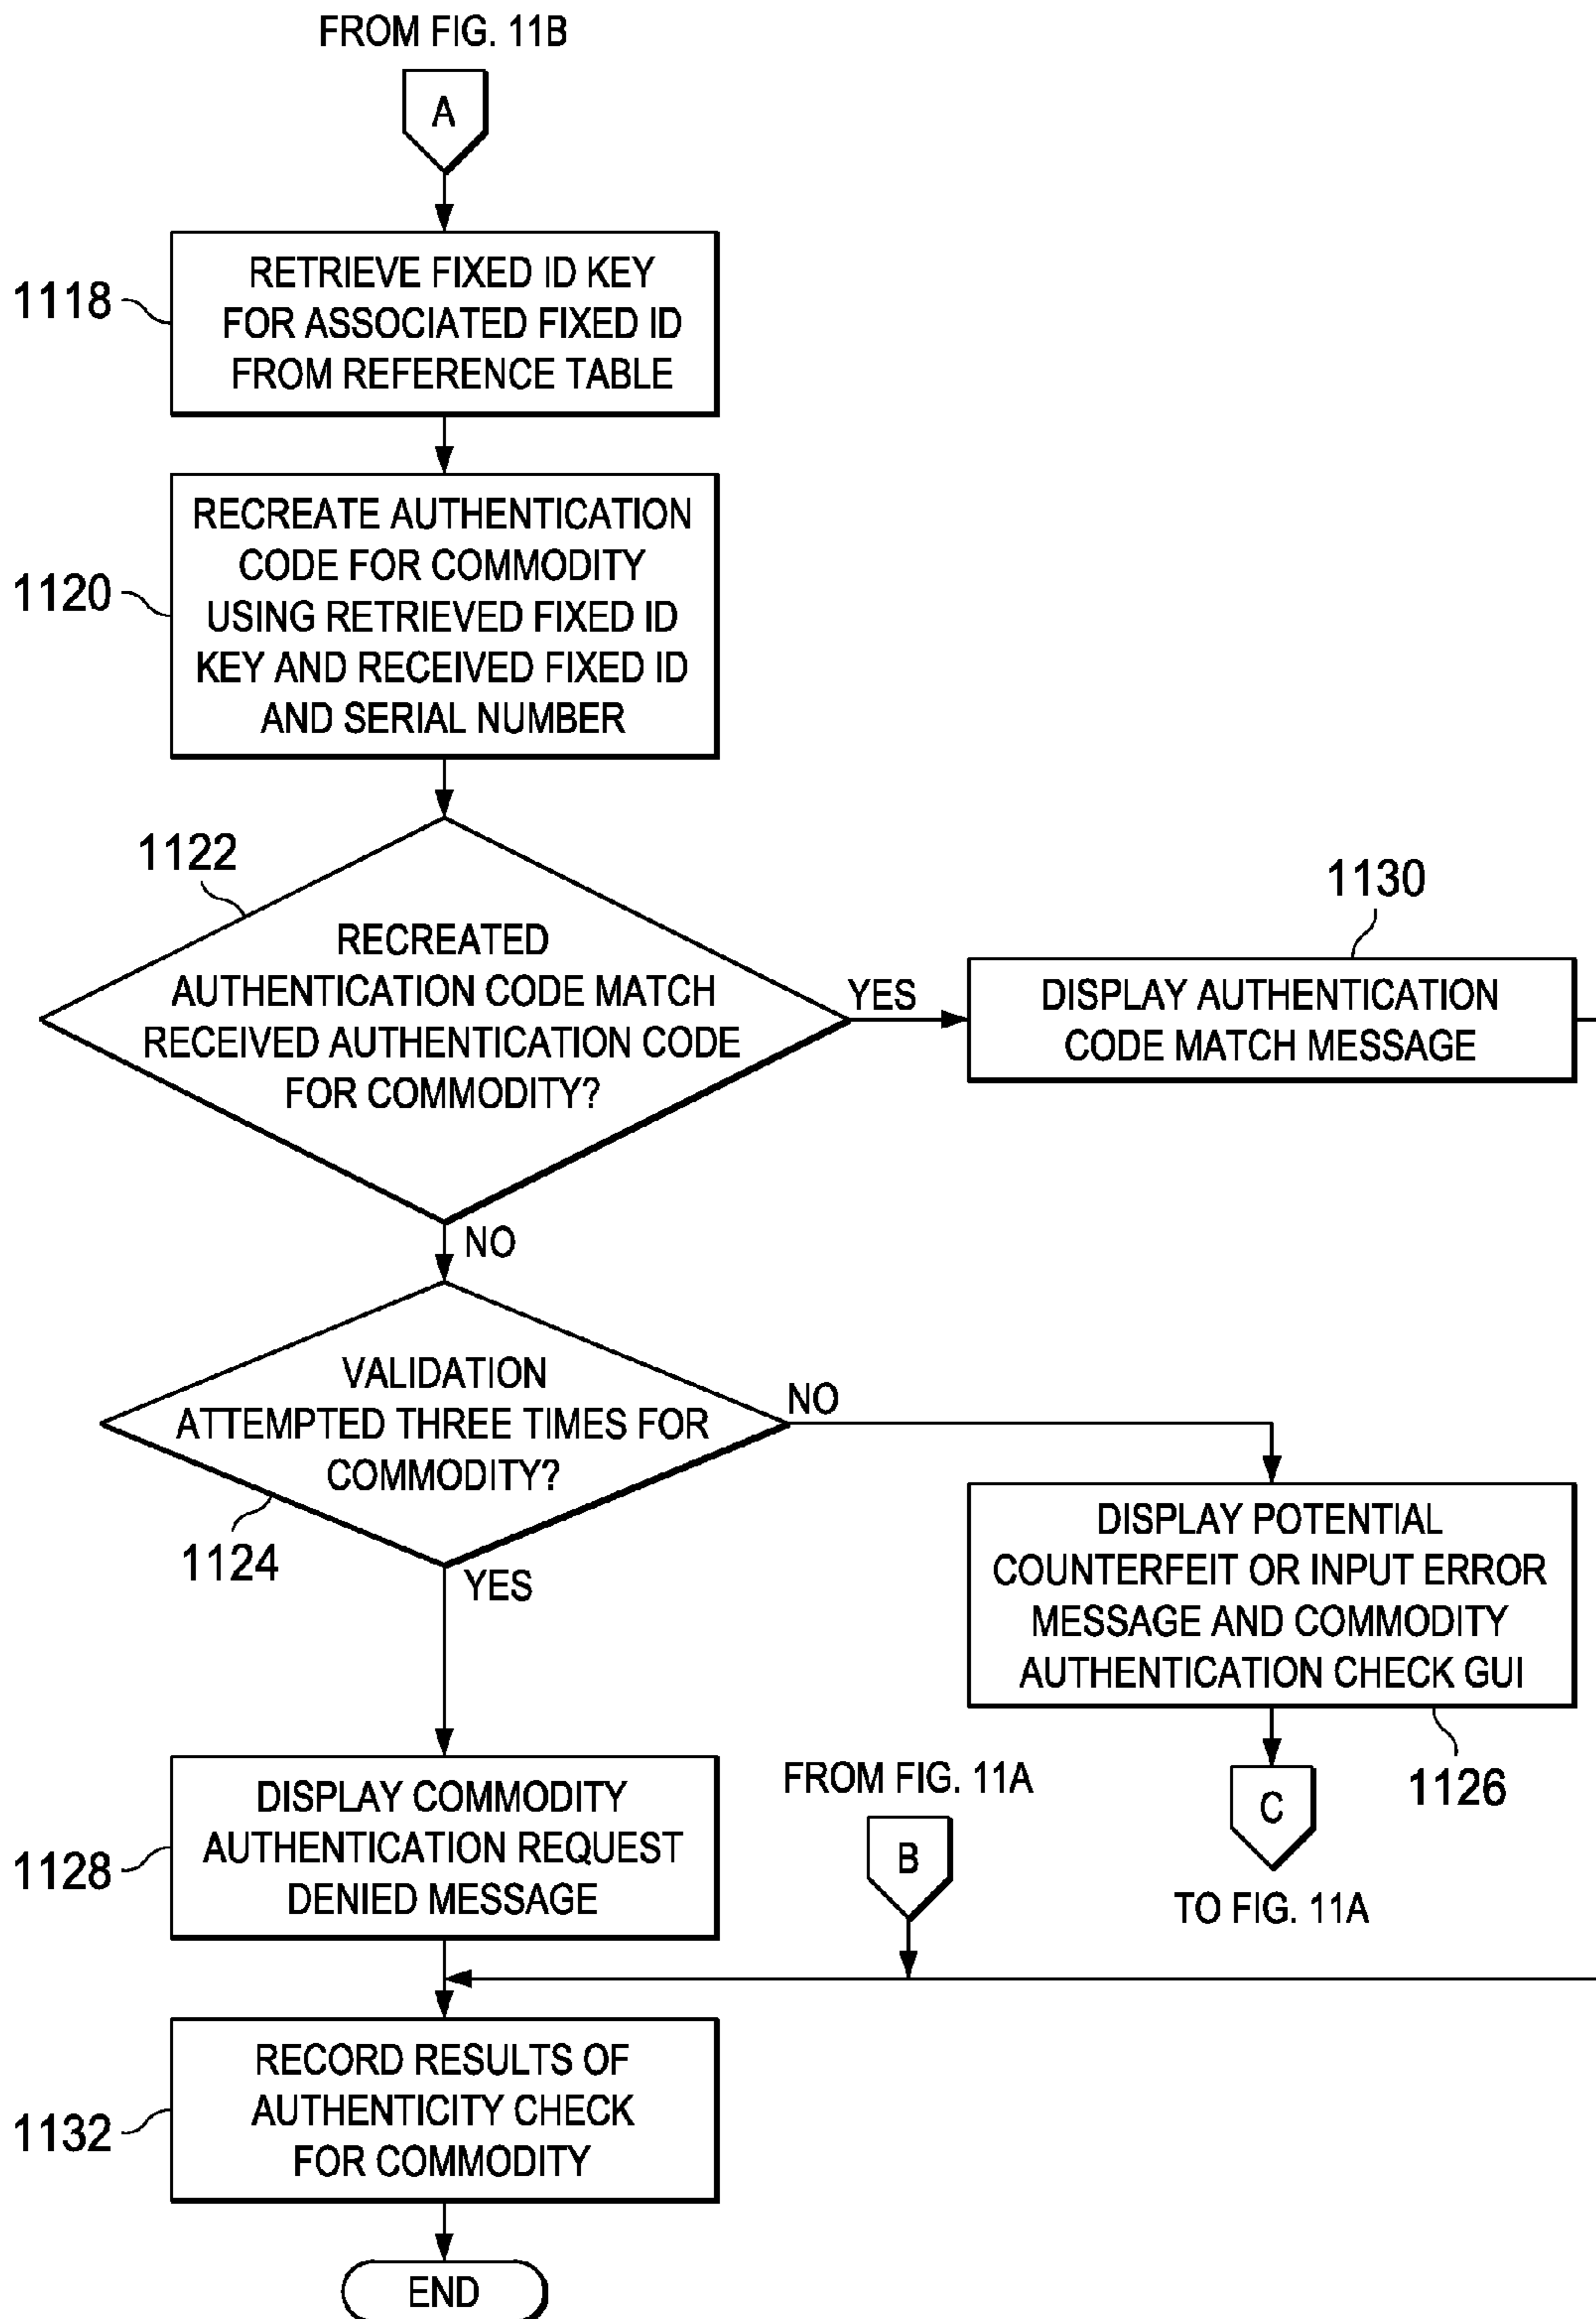 FROM FIG. 11B
A
1118
RETRIEVE FIXED ID KEY
FOR ASSOCIATED FIXED ID
FROM REFERENCE TABLE
1120
RECREATE AUTHENTICATION
CODE FOR COMMODITY
USING RETRIEVED FIXED ID
KEY AND RECEIVED FIXED ID
AND SERIAL NUMBER
1122
RECREATED
AUTHENTICATION CODE MATCH
RECEIVED AUTHENTICATION CODE
FOR COMMODITY?
YES
1130
DISPLAY AUTHENTICATION
CODE MATCH MESSAGE
NO
VALIDATION
ATTEMPTED THREE TIMES FOR
COMMODITY?
1124
NO
DISPLAY POTENTIAL
COUNTERFEIT OR INPUT ERROR
MESSAGE AND COMMODITY
AUTHENTICATION CHECK GUI
1126
C
TO FIG. 11A
YES
1128
DISPLAY COMMODITY
AUTHENTICATION REQUEST
DENIED MESSAGE
FROM FIG. 11A
B
1132
RECORD RESULTS OF
AUTHENTICITY CHECK
FOR COMMODITY
END